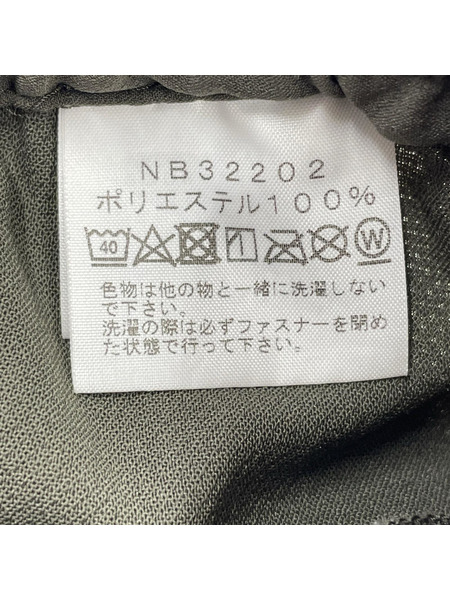 NB32202
ポリエステル100%
40 W
色物は他の物と一緒に洗濯しない
で下さい。
洗濯の際は必ずファスナーを閉め
た状態で行って下さい。